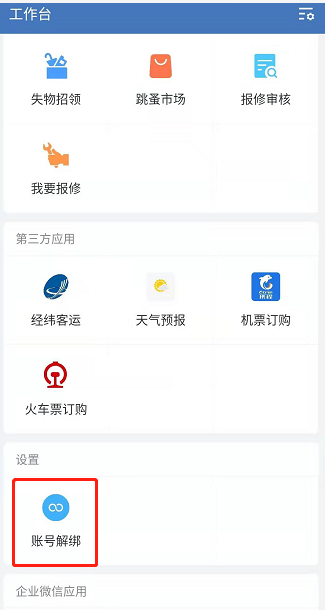 工作台
失物招领
跳蚤市场
报修审核
我要报修
第三方应用
经纬客运
天气预报
机票订购
火车票订购
设置
账号解绑
企业微信应用